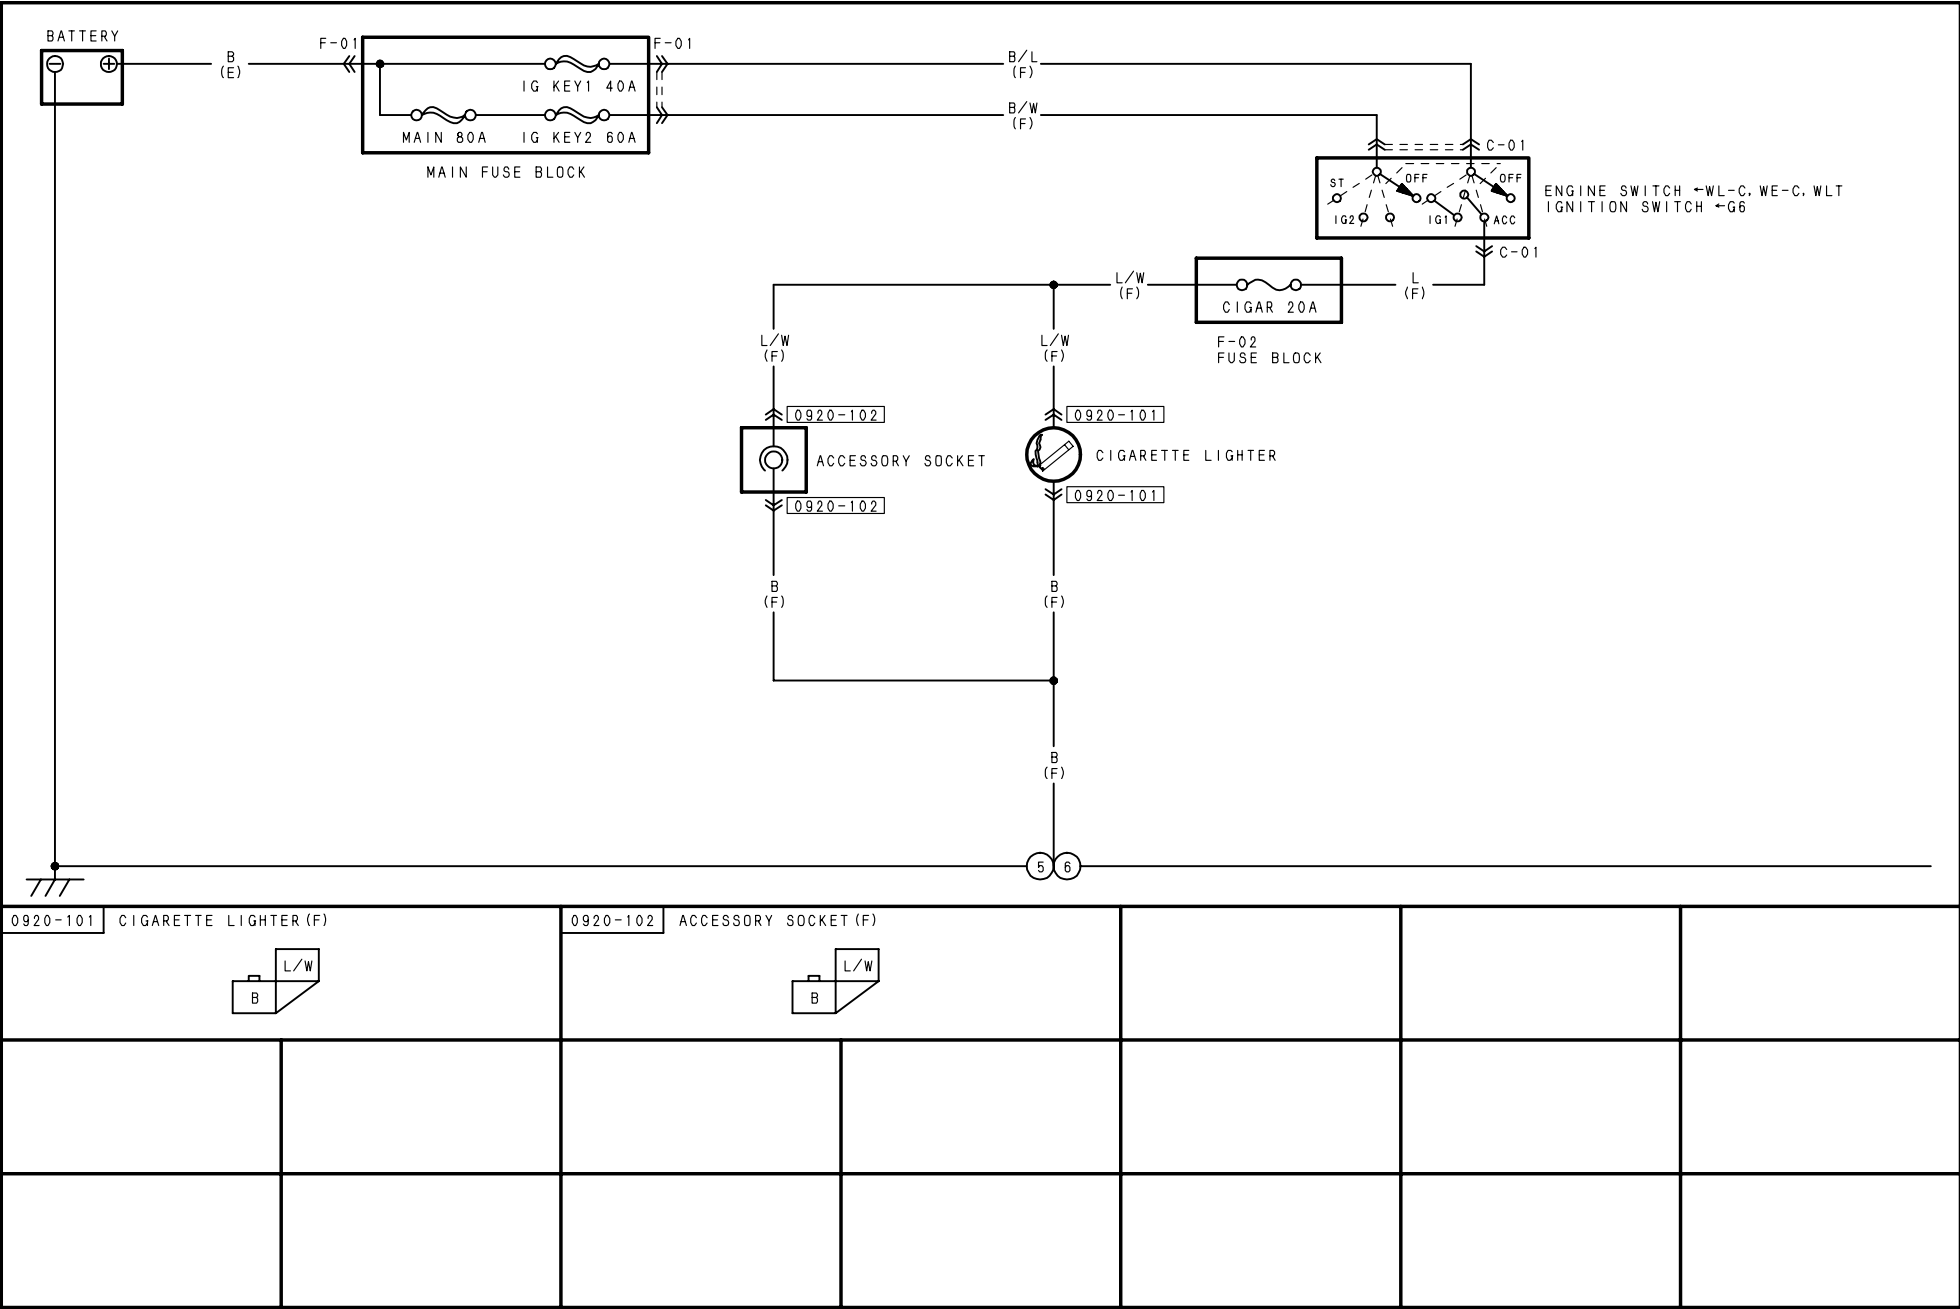 BATTERY
B
(E)
F-01
F-01
IG KEY1 40A
MAIN 80A
IG KEY2 60A
MAIN FUSE BLOCK
B/L
(F)
B/W
(F)
C-01
ST
OFF
OFF
IG2
IG1
ACC
ENGINE SWITCH ←WL-C, WE-C, WLT
IGNITION SWITCH ←G6
C-01
L/W
(F)
L
(F)
CIGAR 20A
F-02
FUSE BLOCK
L/W
(F)
L/W
(F)
0920-102
0920-101
ACCESSORY SOCKET
CIGARETTE LIGHTER
0920-102
0920-101
B
(F)
B
(F)
B
(F)
5 6
0920-101 CIGARETTE LIGHTER(F)
L/W
B
0920-102 ACCESSORY SOCKET(F)
L/W
B